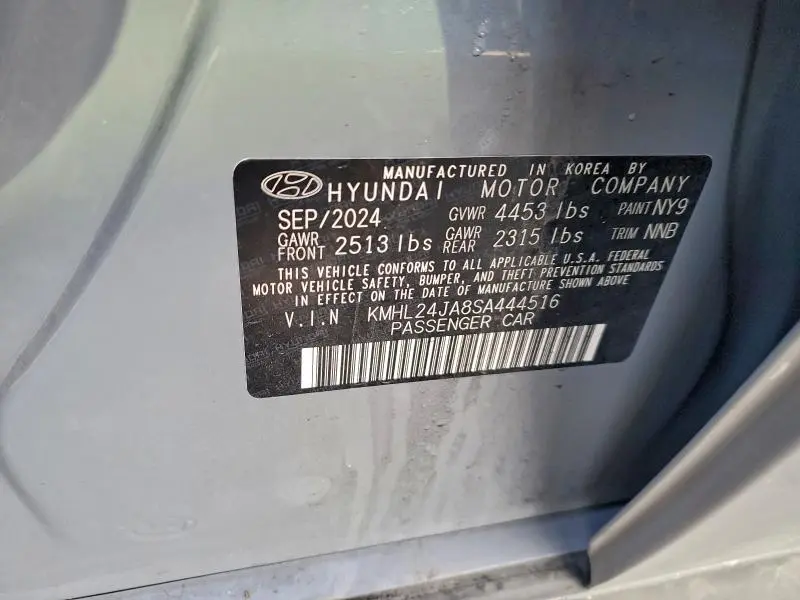 MANUFACTURED IN KOREA BY
HYUNDAI MOTOR COMPANY
SEP/2024 GVWR 4453 lbs PAINT NY9
GAWR FRONT 2513 lbs GAWR REAR 2315 lbs TRIM NNB
THIS VEHICLE CONFORMS TO ALL APPLICABLE U.S.A. FEDERAL
MOTOR VEHICLE SAFETY, BUMPER, AND THEFT PREVENTION STANDARDS
IN EFFECT ON THE DATE OF MANUFACTURE SHOWN ABOVE.
V.I.N KMHL24JA8SA444516
PASSENGER CAR